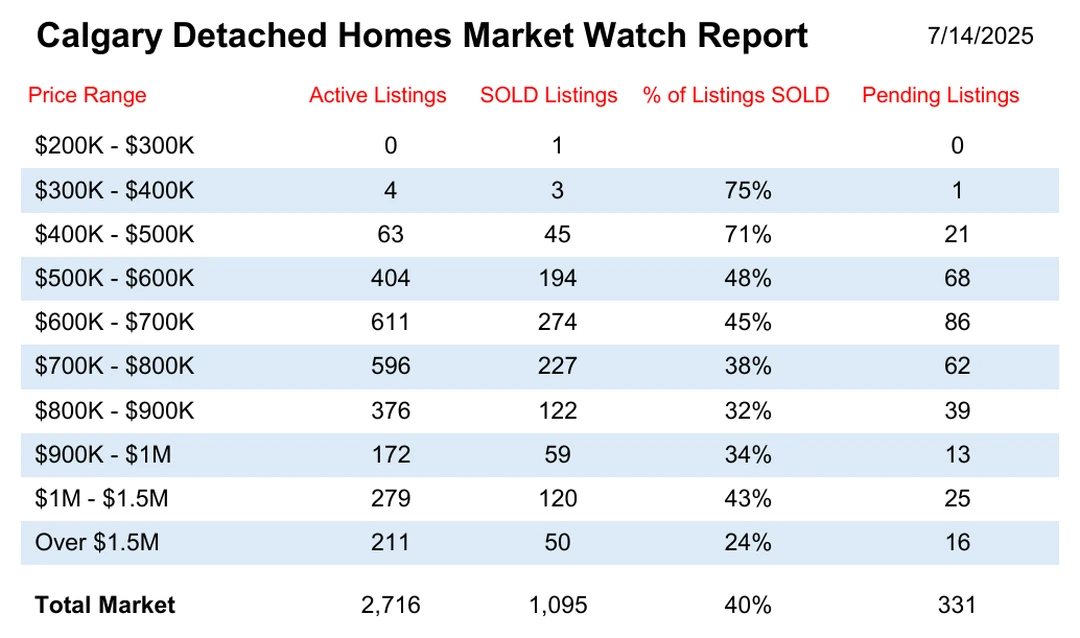 Calgary Detached Homes Market Watch Report 7/14/2025
Price Range Active Listings SOLD Listings % of Listings SOLD Pending Listings
$200K - $300K 0 1 0
$300K - $400K 4 3 75% 1
$400K - $500K 63 45 71% 21
$500K - $600K 404 194 48% 68
$600K - $700K 611 274 45% 86
$700K - $800K 596 227 38% 62
$800K - $900K 376 122 32% 39
$900K - $1M 172 59 34% 13
$1M - $1.5M 279 120 43% 25
Over $1.5M 211 50 24% 16
Total Market 2,716 1,095 40% 331